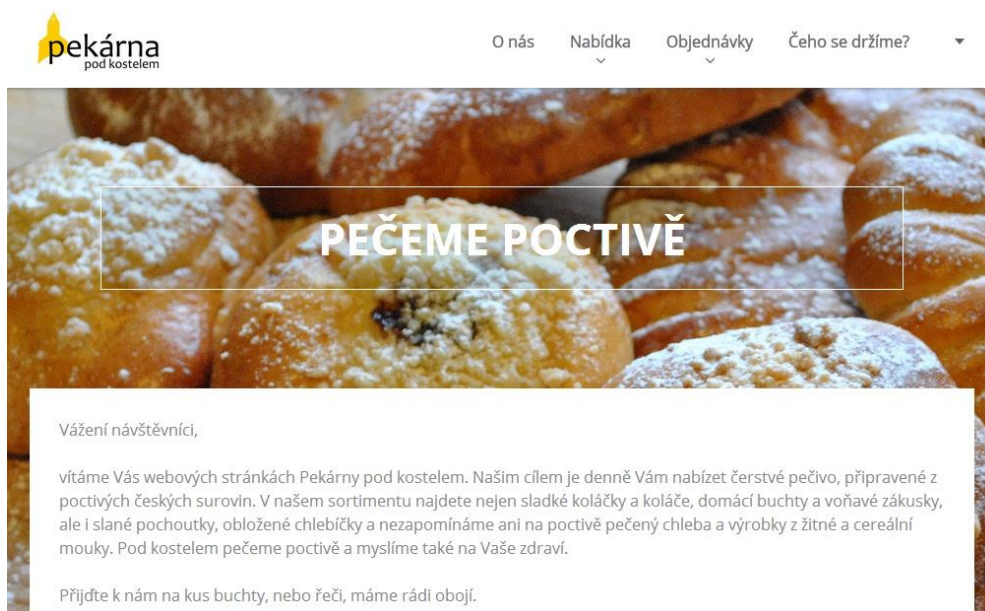 pekárna
pod kostelem
O nás Nabídka Objednávky Čeho se držíme?
PEČEME POCTIVĚ
Vážení návštěvníci,
vítáme Vás webových stránkách Pekárny pod kostelem. Našim cílem je denně Vám nabízet čerstvé pečivo, připravené z
poctivých českých surovin. V našem sortimentu najdete nejen sladké koláčky a koláče, domácí buchty a voňavé zákusky,
ale i slané pochoutky, obložené chlebíčky a nezapomínáme ani na poctivě pečený chleba a výrobky z žitné a cereální
mouky. Pod kostelem pečeme poctivě a myslíme také na Vaše zdraví.
Přijďte k nám na kus buchty, nebo řeči, máme rádi obojí.